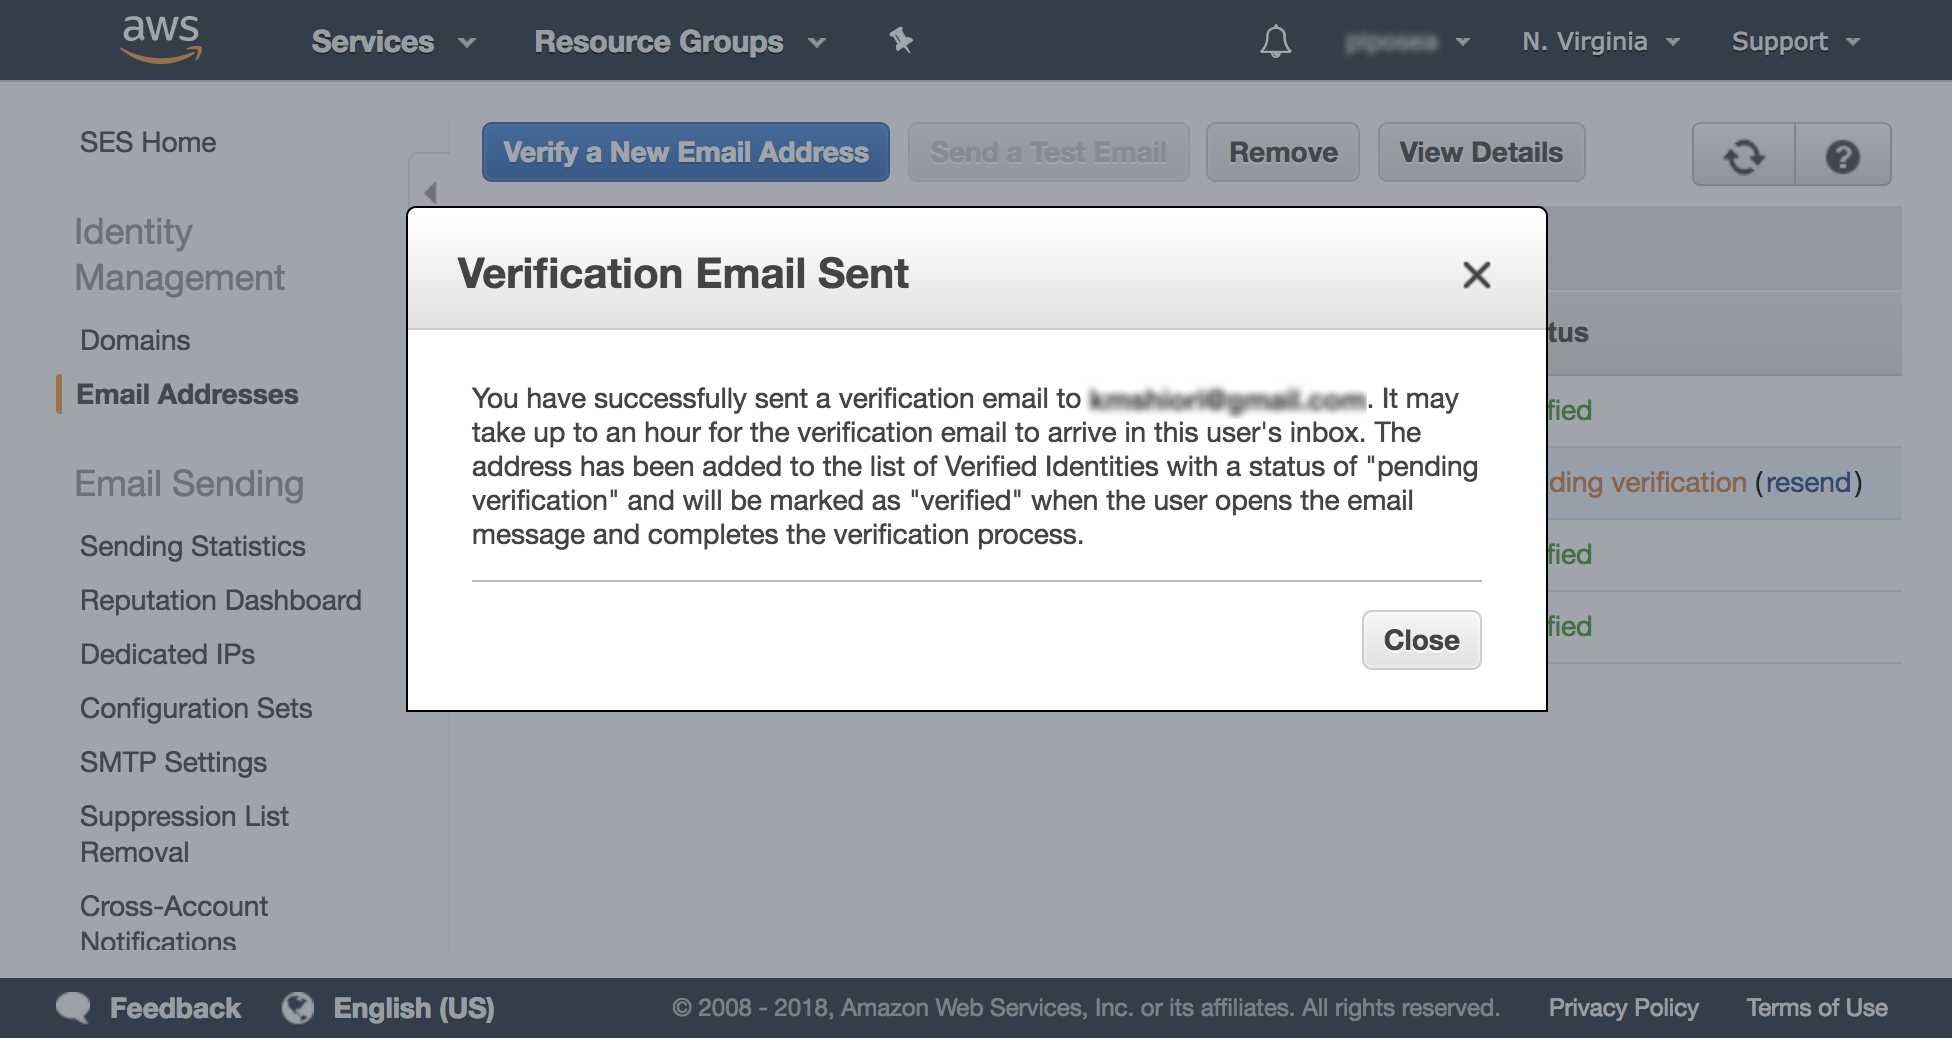 aws
Services
Resource Groups
N. Virginia
Support
SES Home
Identity
Management
Domains
Email Addresses
Email Sending
Sending Statistics
Reputation Dashboard
Dedicated IPs
Configuration Sets
SMTP Settings
Suppression List
Removal
Cross-Account
Notifications
Verify a New Email Address
Send a Test Email
Remove
View Details
?
tus
fied
ding verification (resend)
fied
fied
Verification Email Sent
You have successfully sent a verification email to . It may
take up to an hour for the verification email to arrive in this user's inbox. The
address has been added to the list of Verified Identities with a status of "pending
verification" and will be marked as "verified" when the user opens the email
message and completes the verification process.
Close
Feedback
English (US)
© 2008 - 2018, Amazon Web Services, Inc. or its affiliates. All rights reserved.
Privacy Policy
Terms of Use